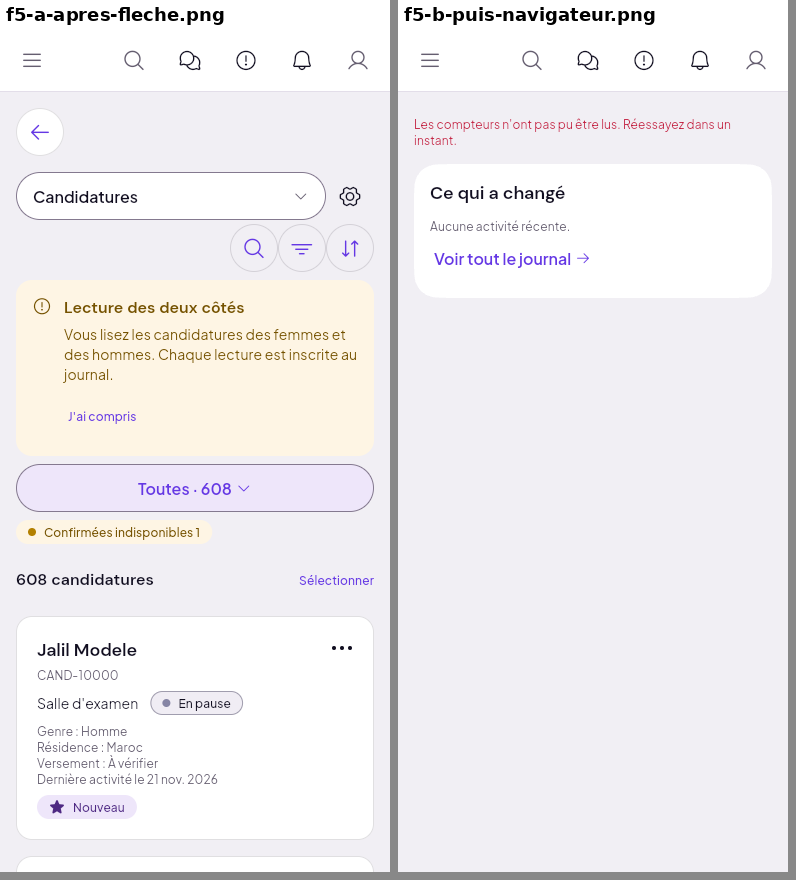 f5-a-apres-fleche.png
Candidatures
Lecture des deux côtés
Vous lisez les candidatures des femmes et
des hommes. Chaque lecture est inscrite au
journal.
J'ai compris
Toutes · 608
Confirmées indisponibles 1
608 candidatures
Sélectionner
Jalil Modele
CAND-10000
Salle d'examen
En pause
Genre : Homme
Résidence : Maroc
Versement : À vérifier
Dernière activité le 21 nov. 2026
Nouveau
f5-b-puis-navigateur.png
Les compteurs n'ont pas pu être lus. Réessayez dans un
instant.
Ce qui a changé
Aucune activité récente.
Voir tout le journal →